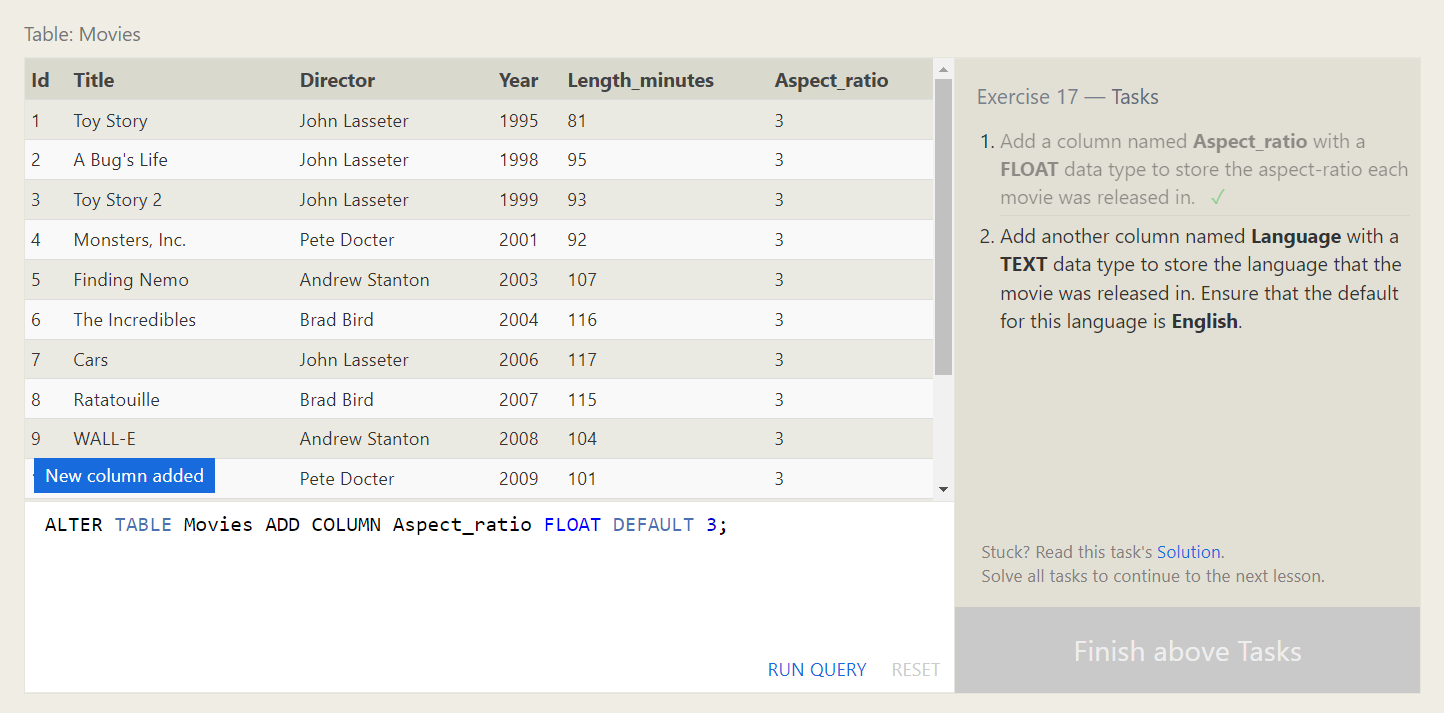 Table: Movies
Id Title Director Year Length_minutes Aspect_ratio
1 Toy Story John Lasseter 1995 81 3
2 A Bug's Life John Lasseter 1998 95 3
3 Toy Story 2 John Lasseter 1999 93 3
4 Monsters, Inc. Pete Docter 2001 92 3
5 Finding Nemo Andrew Stanton 2003 107 3
6 The Incredibles Brad Bird 2004 116 3
7 Cars John Lasseter 2006 117 3
8 Ratatouille Brad Bird 2007 115 3
9 WALL-E Andrew Stanton 2008 104 3
New column added Pete Docter 2009 101 3
ALTER TABLE Movies ADD COLUMN Aspect_ratio FLOAT DEFAULT 3;
RUN QUERY RESET
Exercise 17 — Tasks
1. Add a column named Aspect_ratio with a
FLOAT data type to store the aspect-ratio each
movie was released in. ✓
2. Add another column named Language with a
TEXT data type to store the language that the
movie was released in. Ensure that the default
for this language is English.
Stuck? Read this task's Solution.
Solve all tasks to continue to the next lesson.
Finish above Tasks